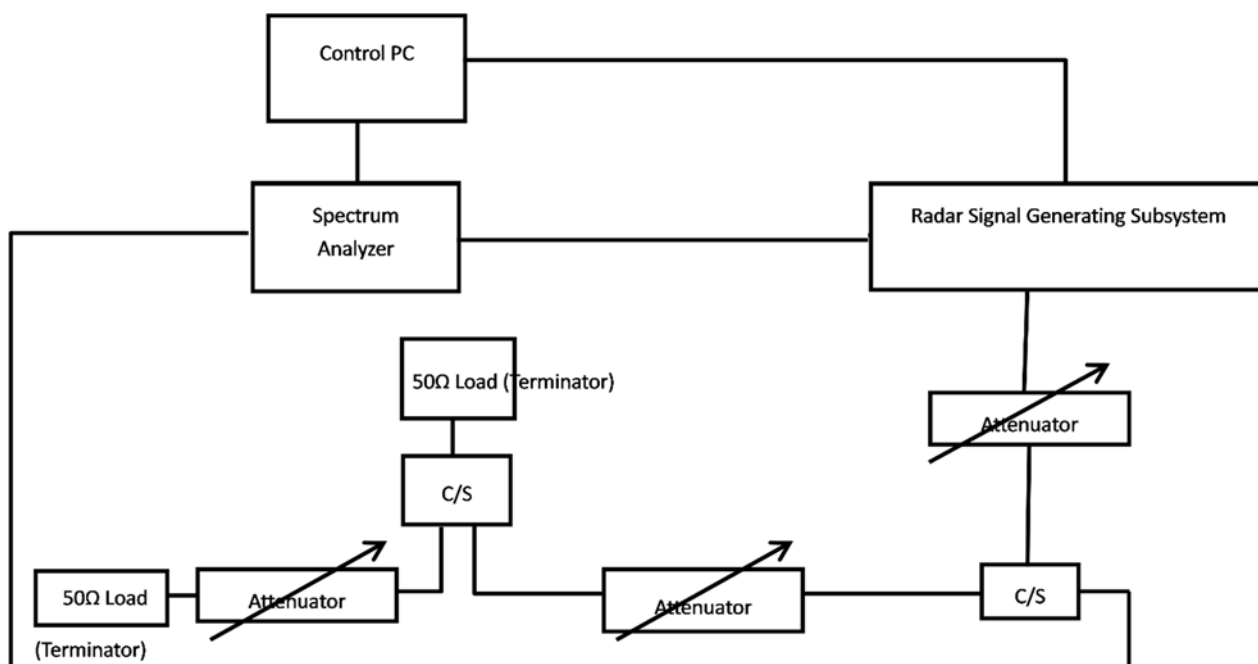 Control PC
Spectrum
Analyzer
Radar Signal Generating Subsystem
50Ω Load (Terminator)
Attenuator
C/S
50Ω Load
(Terminator)
Attenuator
Attenuator
C/S